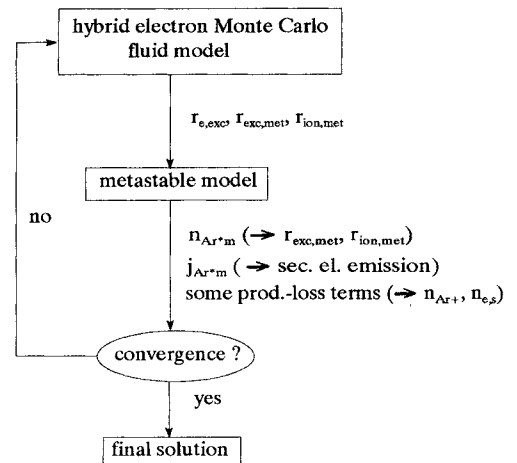 hybrid electron Monte Carlo
fluid model
r_e,exc, r_exc,met, r_ion,met
metastable model
no
n_Ar*m (→ r_exc,met, r_ion,met)
j_Ar*m (→ sec. el. emission)
some prod.-loss terms (→ n_Ar+, n_e,s)
convergence ?
yes
final solution